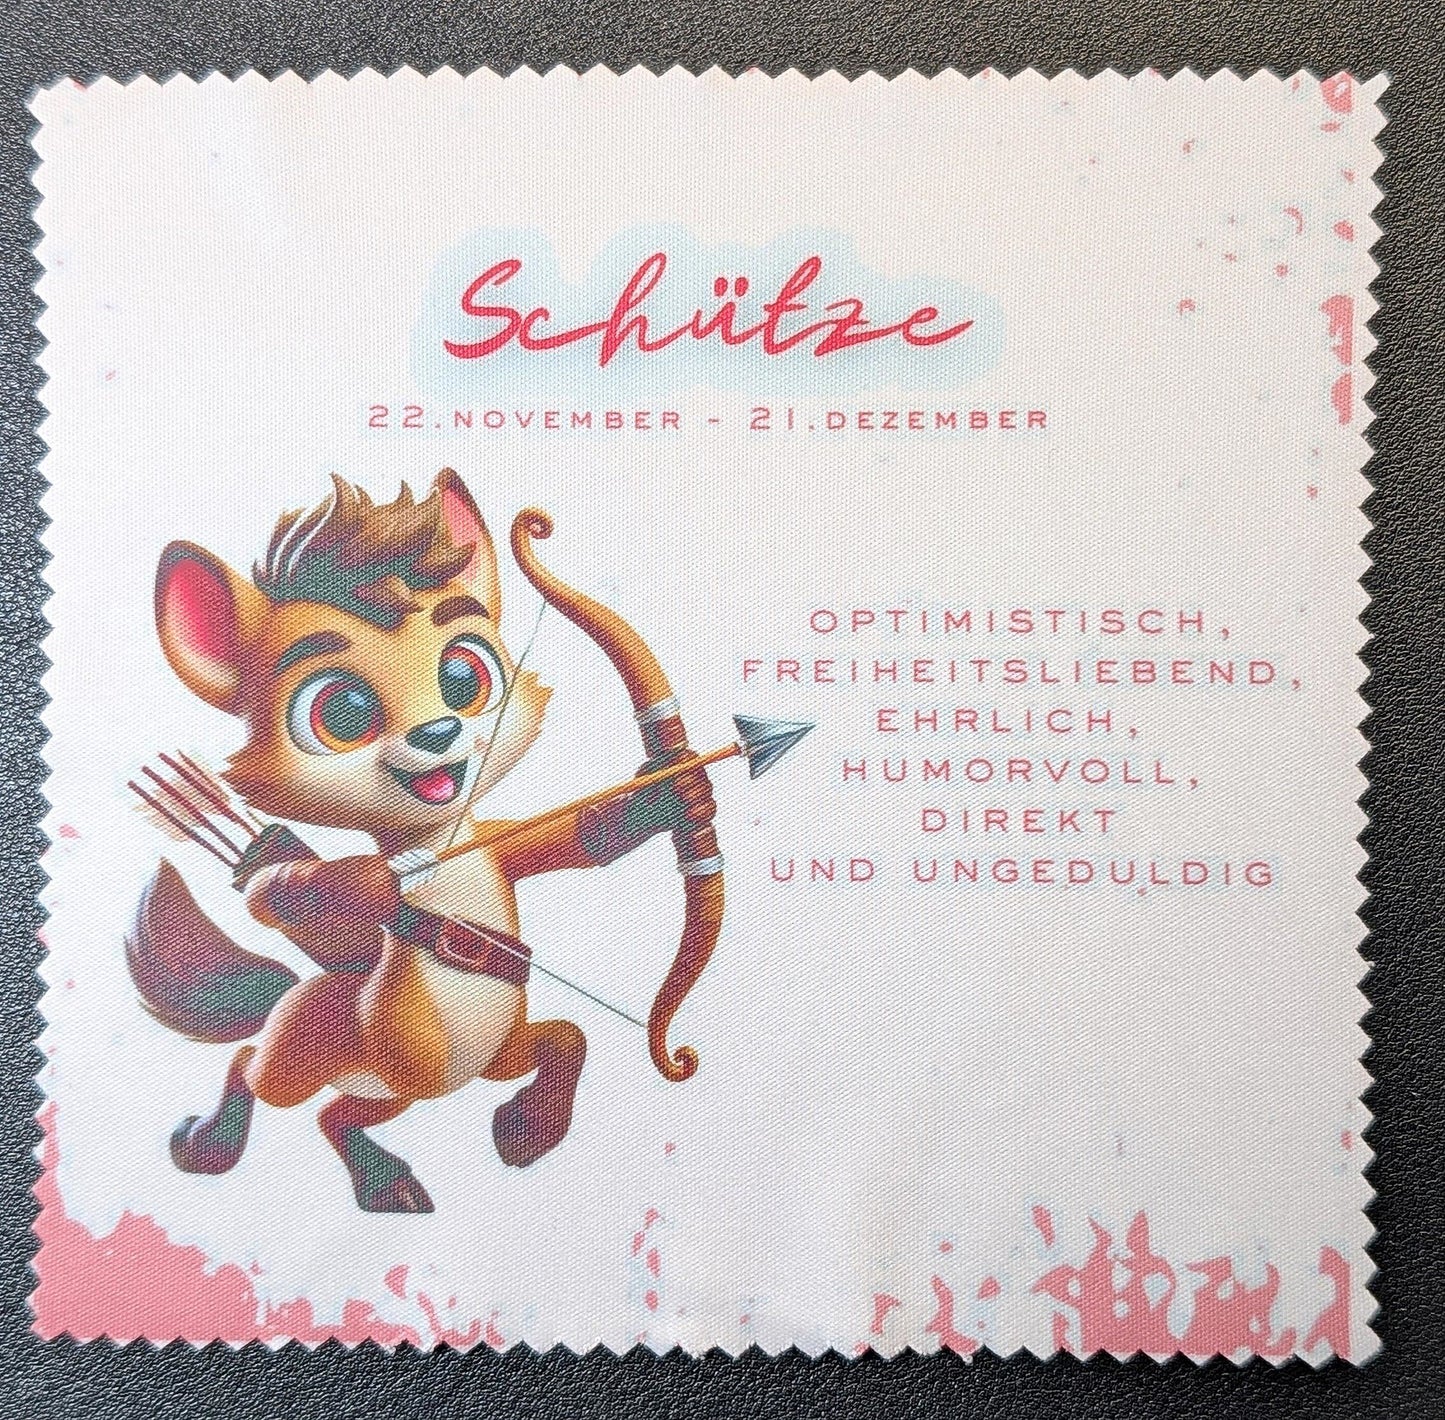 Schütze
22.NOVEMBER - 21.DEZEMBER
OPTIMISTISCH,
FREIHEITSLIEBEND,
EHRLICH,
HUMORVOLL,
DIREKT
UND UNGEDULDIG